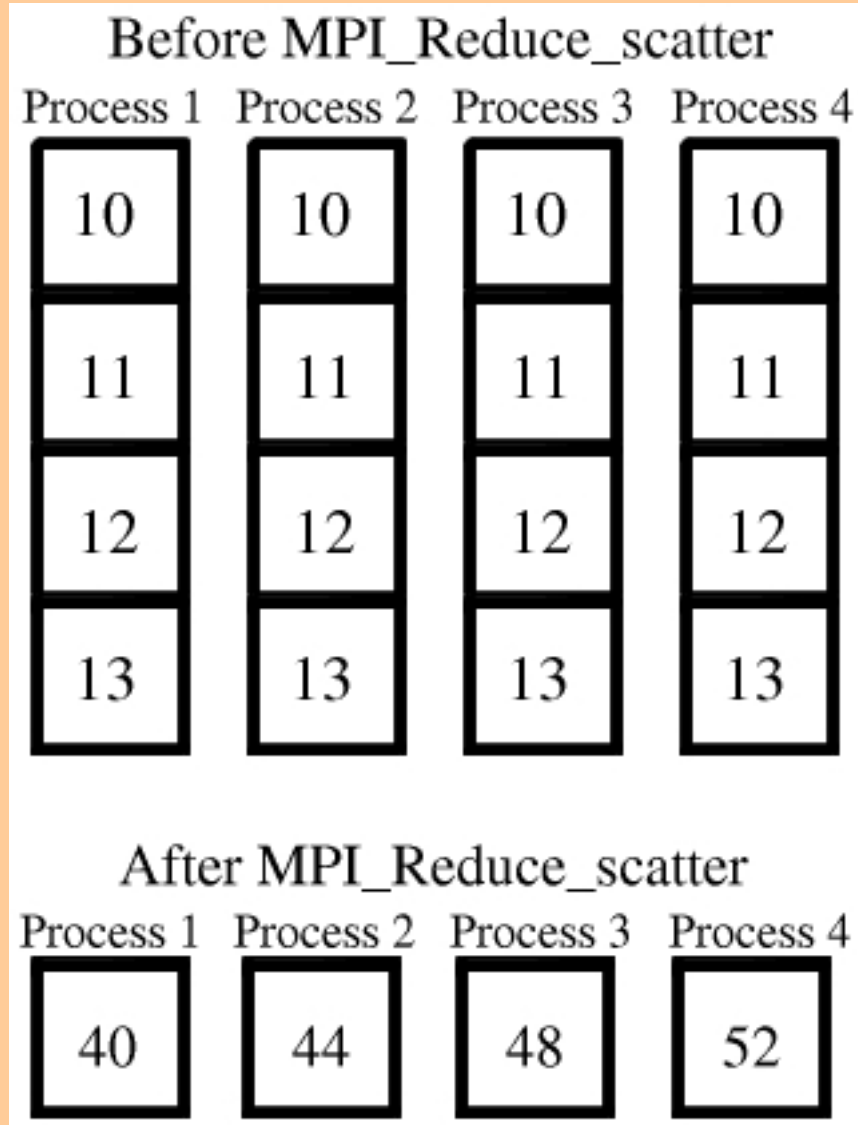 Before MPI_Reduce_scatter
Process 1 Process 2 Process 3 Process 4
10 10 10 10
11 11 11 11
12 12 12 12
13 13 13 13
After MPI_Reduce_scatter
Process 1 Process 2 Process 3 Process 4
40 44 48 52